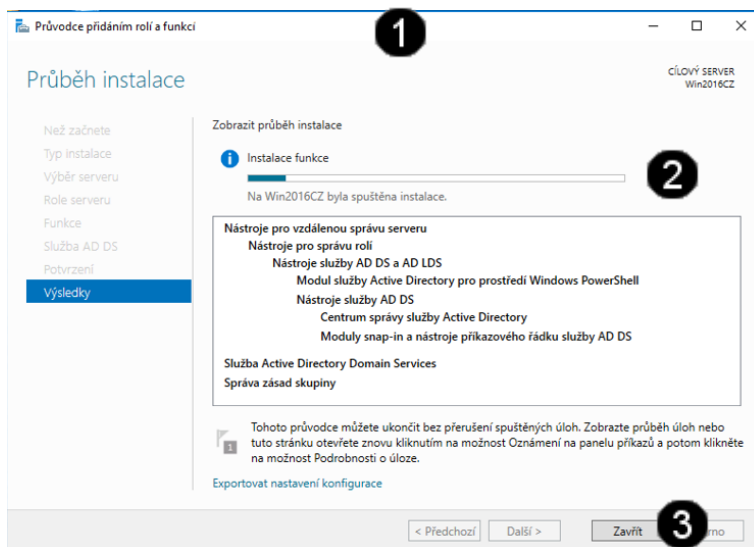 Průvodce přidáním rolí a funkcí
1
Průběh instalace
CÍLOVÝ SERVER
Win2016CZ
Než začnete
Typ instalace
Výběr serveru
Role serveru
Funkce
Služba AD DS
Potvrzení
Výsledky
Zobrazit průběh instalace
Instalace funkce
2
Na Win2016CZ byla spuštěna instalace.
Nástroje pro vzdálenou správu serveru
Nástroje pro správu rolí
Nástroje služby AD DS a AD LDS
Modul služby Active Directory pro prostředí Windows PowerShell
Nástroje služby AD DS
Centrum správy služby Active Directory
Moduly snap-in a nástroje příkazového řádku služby AD DS
Služba Active Directory Domain Services
Správa zásad skupiny
1
Tohoto průvodce můžete ukončit bez přerušení spuštěných úloh. Zobrazte průběh úloh nebo
tuto stránku otevřete znovu kliknutím na možnost Oznámení na panelu příkazů a potom klikněte
na možnost Podrobnosti o úloze.
Exportovat nastavení konfigurace
< Předchozí Další > Zavřít 3